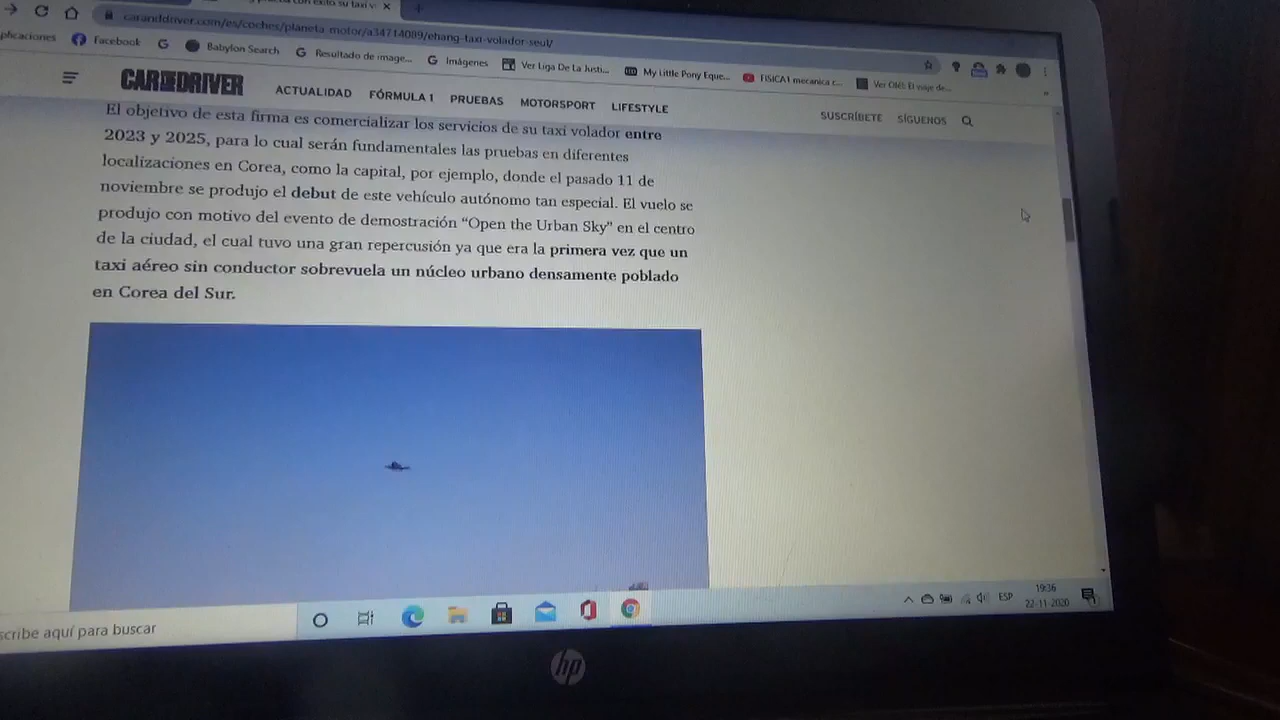 caranddriver.com/es/coches/planeta-motor/a34714089/ehang-taxi-volador-seul/
Facebook
Babylon Search
Resultado de image...
Imágenes
Ver Liga De La Justi...
My Little Pony Eque...
FISICA1 mecanica c...
CAR AND DRIVER
ACTUALIDAD
FÓRMULA 1
PRUEBAS
MOTORSPORT
LIFESTYLE
SUSCRÍBETE
SÍGUENOS
El objetivo de esta firma es comercializar los servicios de su taxi volador entre
2023 y 2025, para lo cual serán fundamentales las pruebas en diferentes
localizaciones en Corea, como la capital, por ejemplo, donde el pasado 11 de
noviembre se produjo el debut de este vehículo autónomo tan especial. El vuelo se
produjo con motivo del evento de demostración “Open the Urban Sky” en el centro
de la ciudad, el cual tuvo una gran repercusión ya que era la primera vez que un
taxi aéreo sin conductor sobrevuela un núcleo urbano densamente poblado
en Corea del Sur.
scribe aquí para buscar
ESP
19:36
22-11-2020
hp